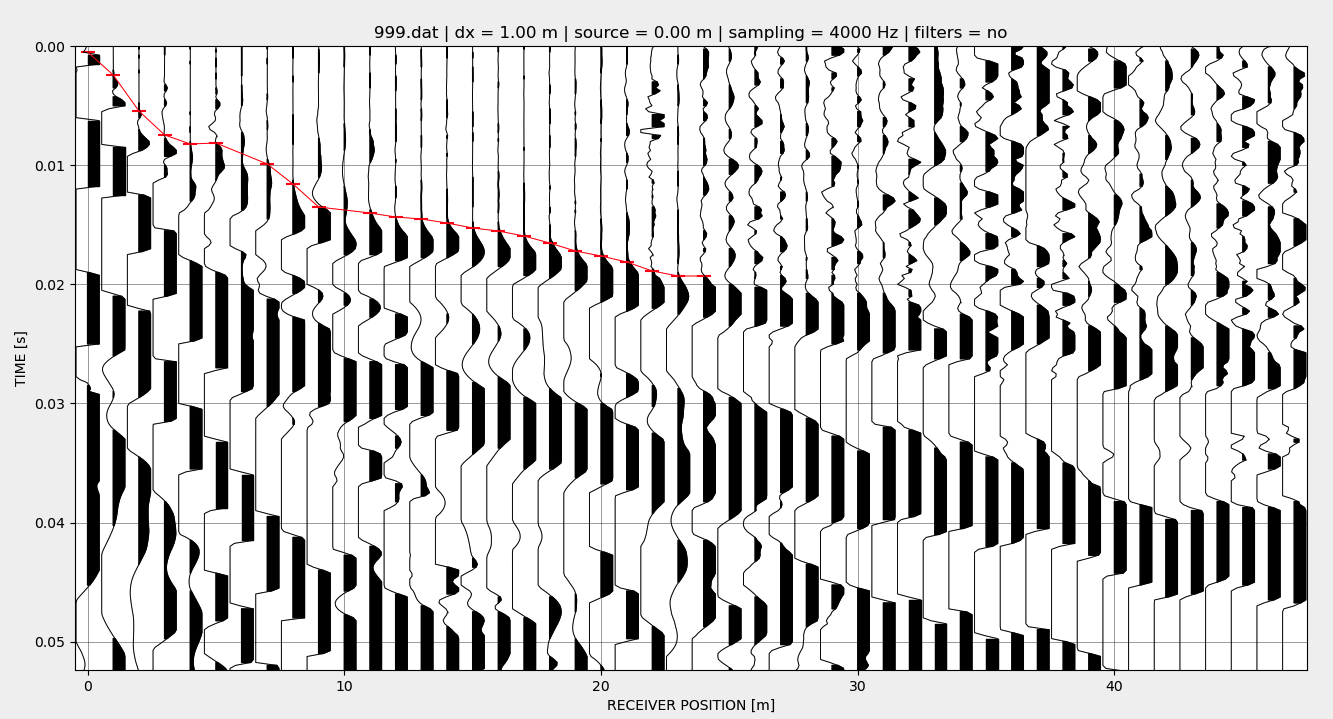 999.dat | dx = 1.00 m | source = 0.00 m | sampling = 4000 Hz | filters = no
0.00
0.01
0.02
0.03
0.04
0.05
TIME [s]
0 10 20 30 40
RECEIVER POSITION [m]